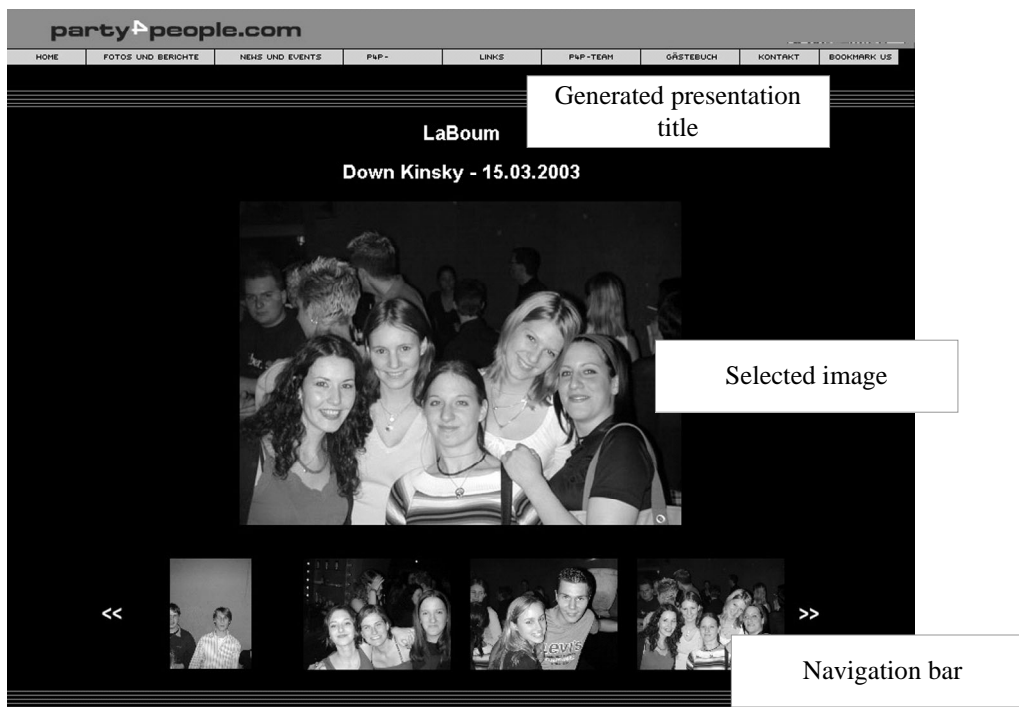 party4people.com
HOME FOTOS UND BERICHTE NEWS UND EVENTS P4P- LINKS P4P-TEAM GÄSTEBUCH KONTAKT BOOKMARK US
Generated presentation
title
LaBoum
Down Kinsky - 15.03.2003
Selected image
Levi's
<< >>
Navigation bar